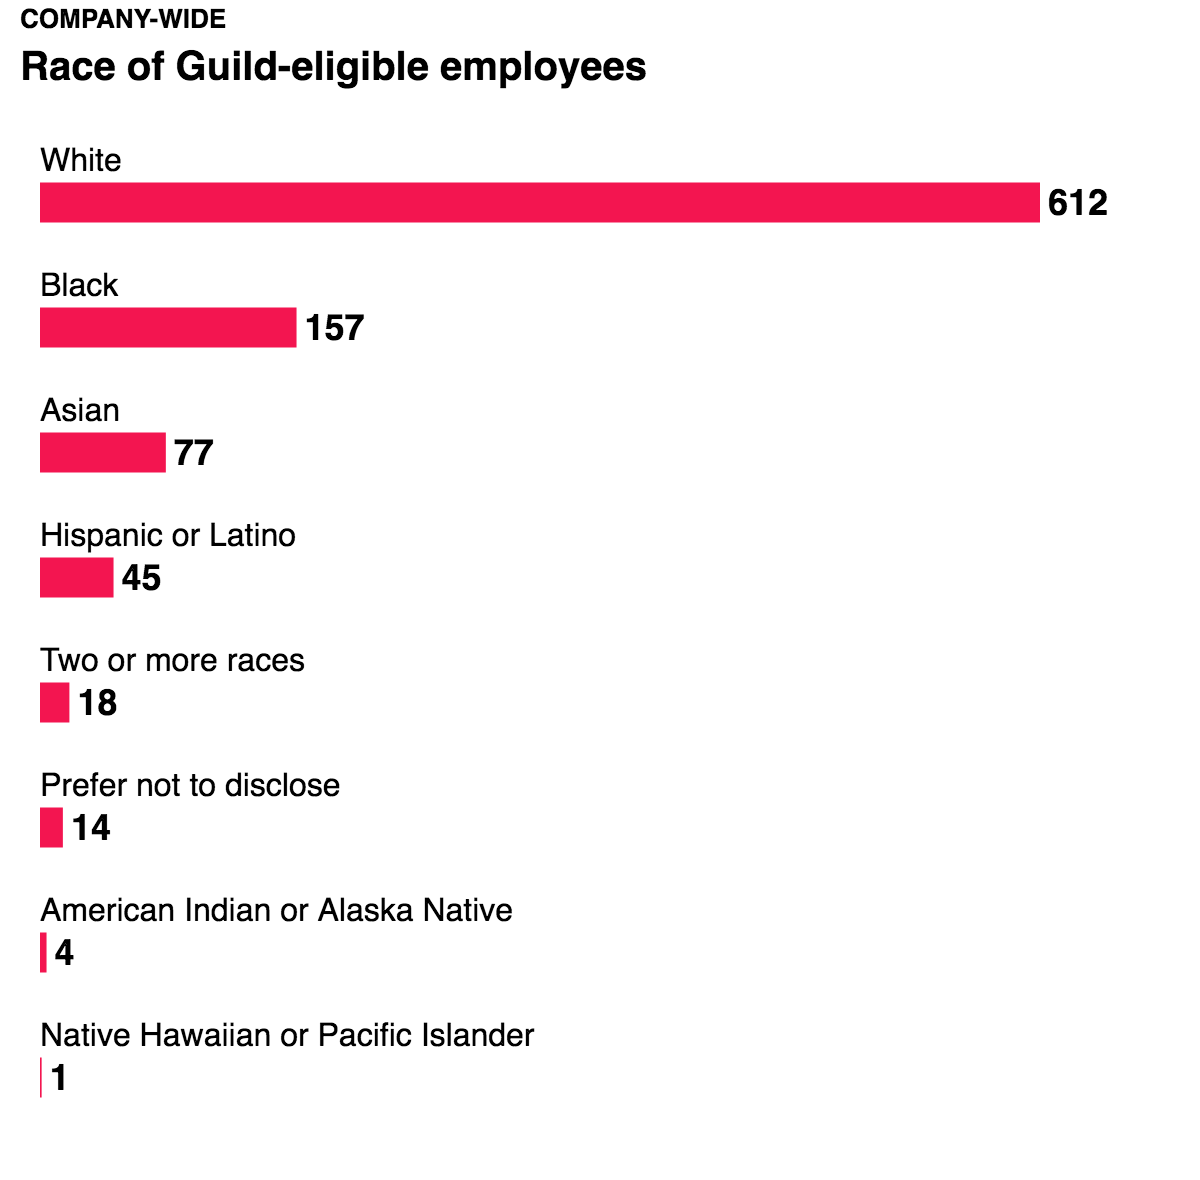 COMPANY-WIDE
Race of Guild-eligible employees
White
612
Black
157
Asian
77
Hispanic or Latino
45
Two or more races
18
Prefer not to disclose
14
American Indian or Alaska Native
4
Native Hawaiian or Pacific Islander
1